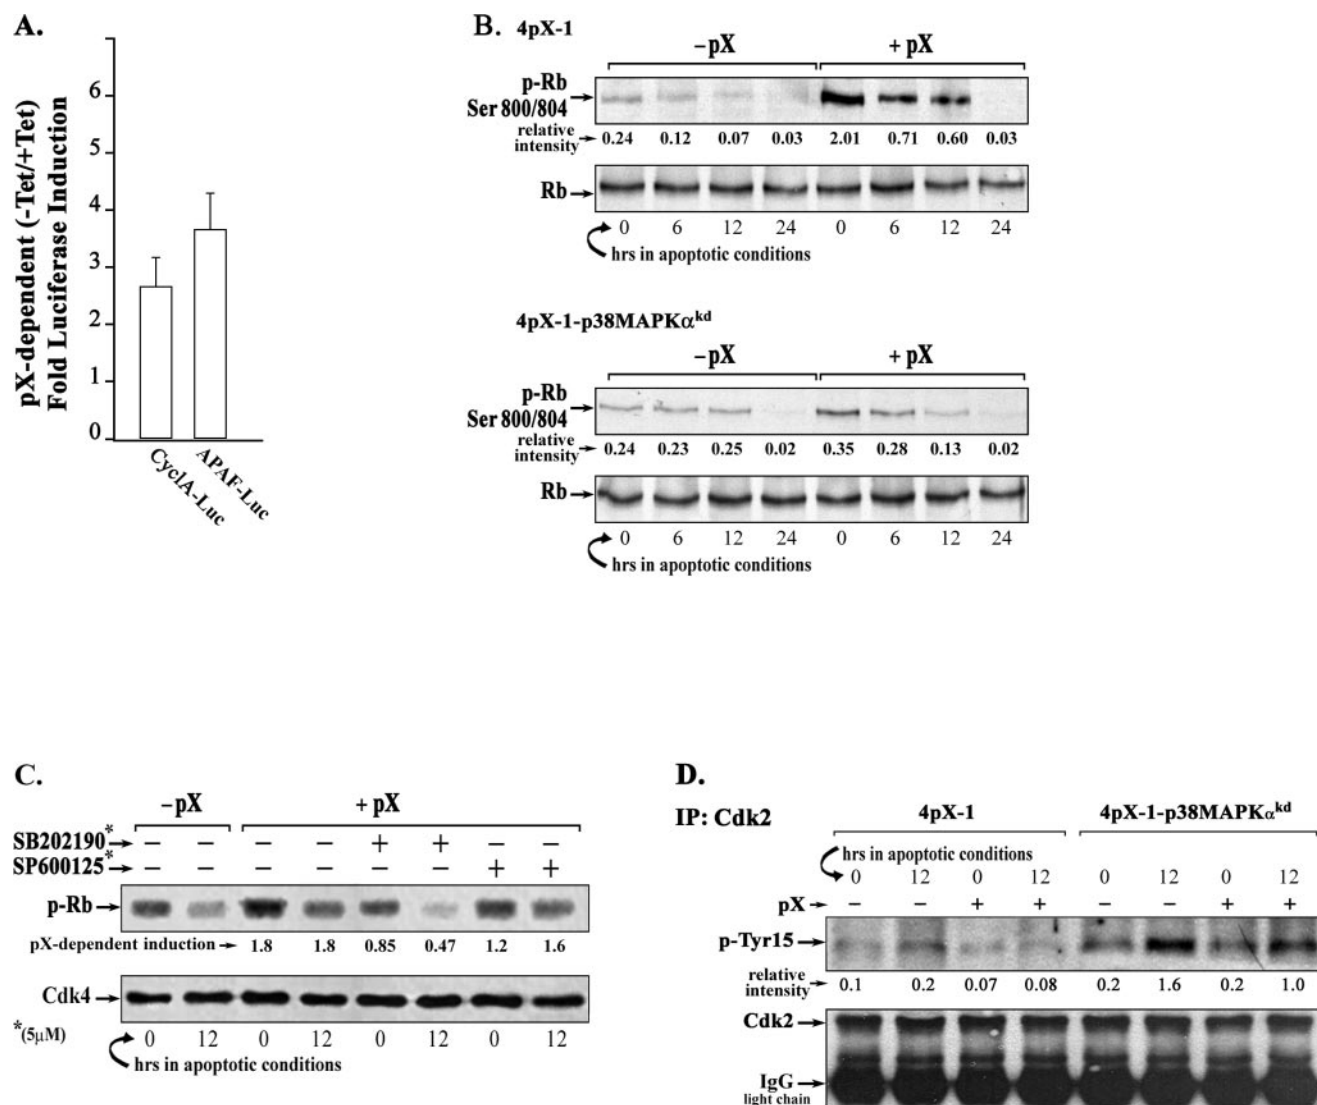 A.
pX-dependent (-Tet/+Tet)
Fold Luciferase Induction
6
5
4
3
2
1
0
CyclA-Luc
APAF-Luc
B. 4pX-1
–pX +pX
p-Rb
Ser 800/804
relative intensity 0.24 0.12 0.07 0.03 2.01 0.71 0.60 0.03
Rb
0 6 12 24 0 6 12 24
hrs in apoptotic conditions
4pX-1-p38MAPKα^kd
–pX +pX
p-Rb
Ser 800/804
relative intensity 0.24 0.23 0.25 0.02 0.35 0.28 0.13 0.02
Rb
0 6 12 24 0 6 12 24
hrs in apoptotic conditions
C.
–pX +pX
SB202190* – – – – + + – –
SP600125* – – – – – – + +
p-Rb
pX-dependent induction 1.8 1.8 0.85 0.47 1.2 1.6
Cdk4
*(5μM) 0 12 0 12 0 12 0 12
hrs in apoptotic conditions
D.
IP: Cdk2 4pX-1 4pX-1-p38MAPKα^kd
hrs in apoptotic conditions
0 12 0 12 0 12 0 12
pX – – + + – – + +
p-Tyr15
relative intensity 0.1 0.2 0.07 0.08 0.2 1.6 0.2 1.0
Cdk2
IgG
light chain